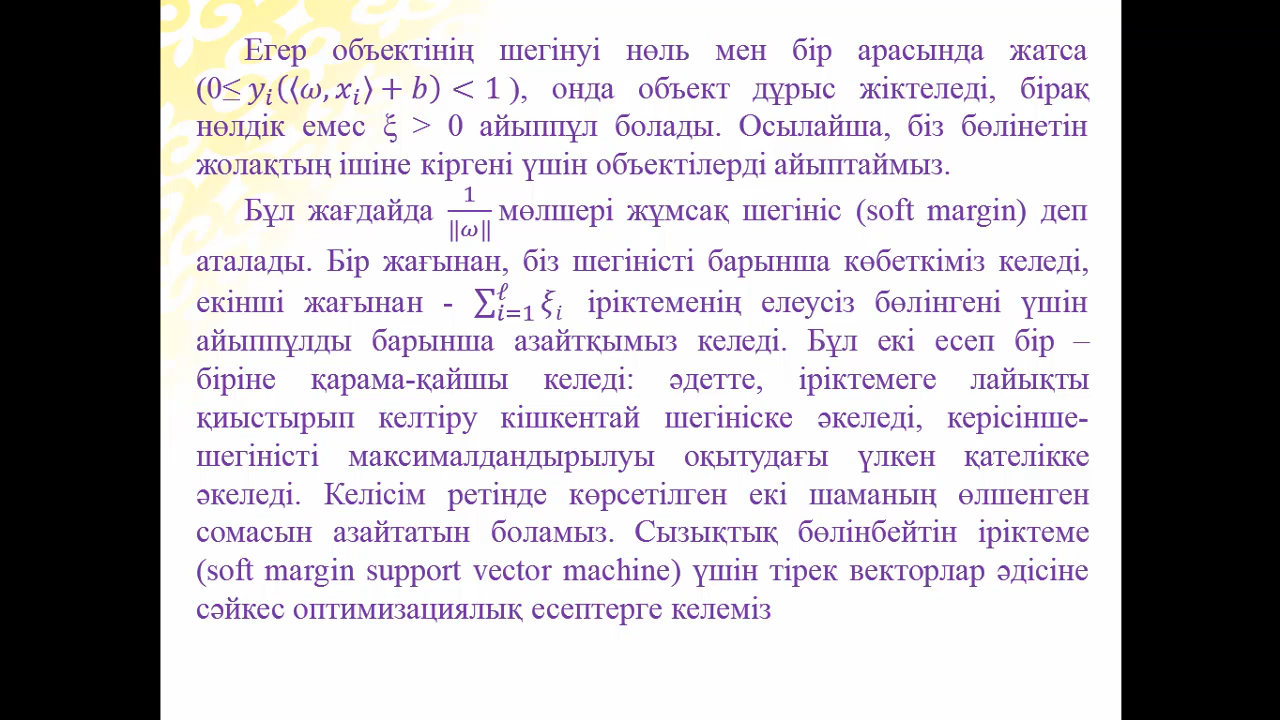 Егер объектінің шегінуі нөль мен бір арасында жатса
(0≤ 𝑦𝑖(⟨𝜔, 𝑥𝑖⟩ + 𝑏) < 1 ), онда объект дұрыс жіктеледі, бірақ
нөлдік емес ξ > 0 айыппұл болады. Осылайша, біз бөлінетін
жолақтың ішіне кіргені үшін объектілерді айыптаймыз.
Бұл жағдайда 1/‖𝜔‖ мөлшері жұмсақ шегініс (soft margin) деп
аталады. Бір жағынан, біз шегіністі барынша көбеткіміз келеді,
екінші жағынан - ∑ℓ𝑖=1 𝜉𝑖 іріктеменің елеусіз бөлінгені үшін
айыппұлды барынша азайтқымыз келеді. Бұл екі есеп бір –
біріне қарама-қайшы келеді: әдетте, іріктемеге лайықты
қиыстырып келтіру кішкентай шегініске әкеледі, керісінше-
шегіністі максималдандырылуы оқытудағы үлкен қателікке
әкеледі. Келісім ретінде көрсетілген екі шаманың өлшенген
сомасын азайтатын боламыз. Сызықтық бөлінбейтін іріктеме
(soft margin support vector machine) үшін тірек векторлар әдісіне
сәйкес оптимизациялық есептерге келеміз